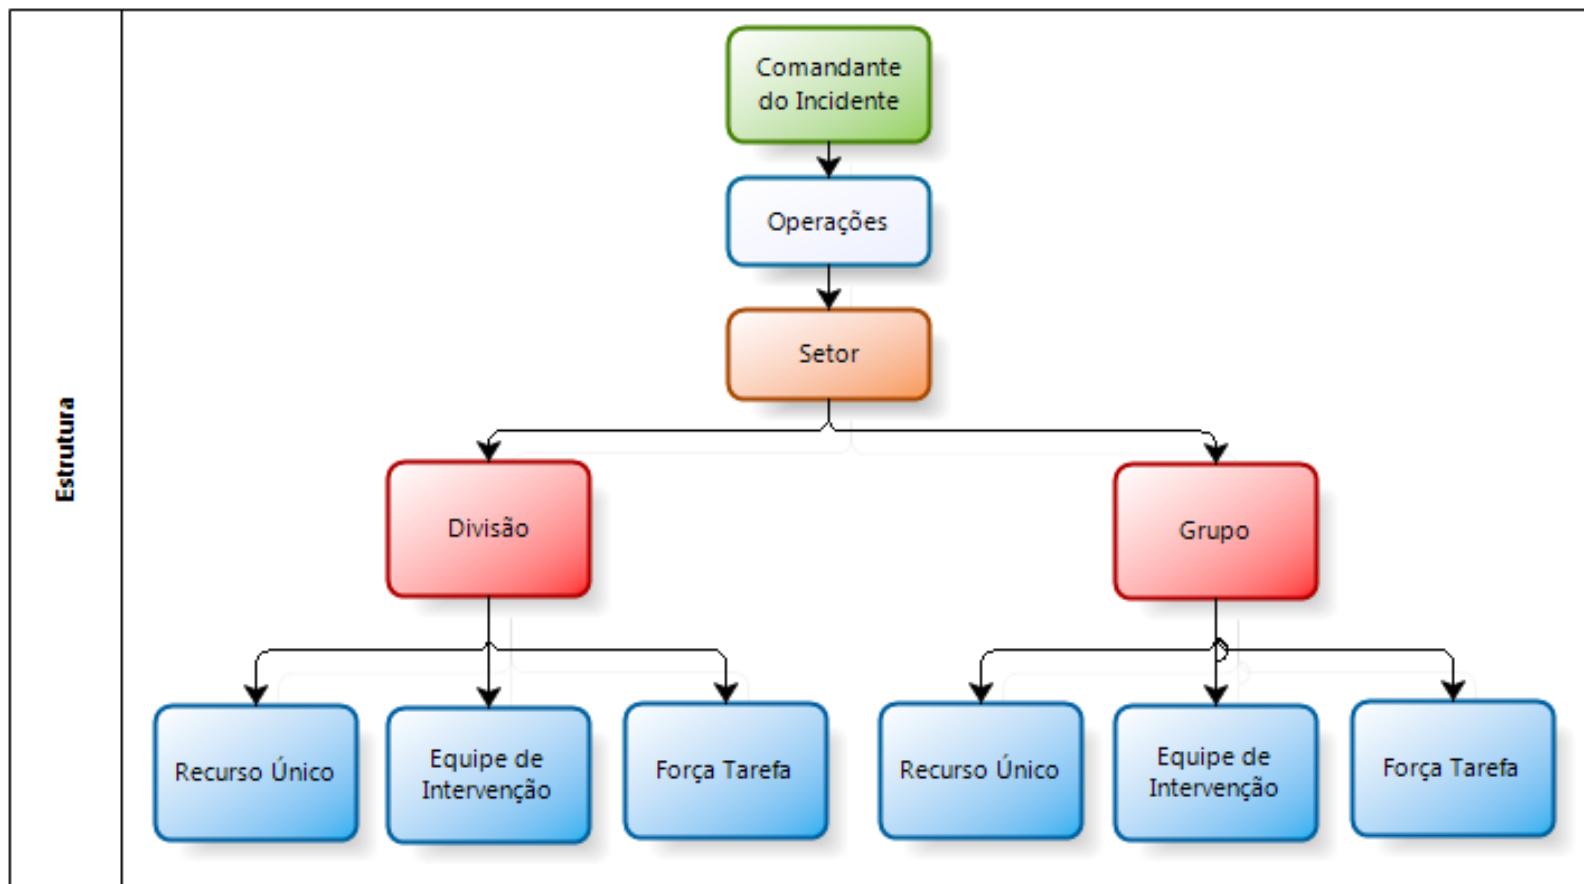 Estrutura
Comandante
do Incidente
Operações
Setor
Divisão
Grupo
Recurso Único
Equipe de
Intervenção
Força Tarefa
Recurso Único
Equipe de
Intervenção
Força Tarefa